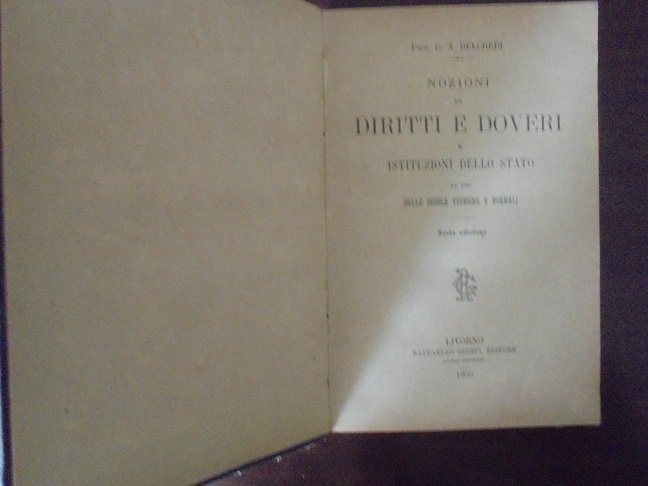 Prof. G. A. DELCREDI
NOZIONI
DI
DIRITTI E DOVERI
E
ISTITUZIONI DELLO STATO
AD USO
DELLE SCUOLE TECNICHE E NORMALI
Sesta edizione
LIVORNO
RAFFAELLO GIUSTI, EDITORE